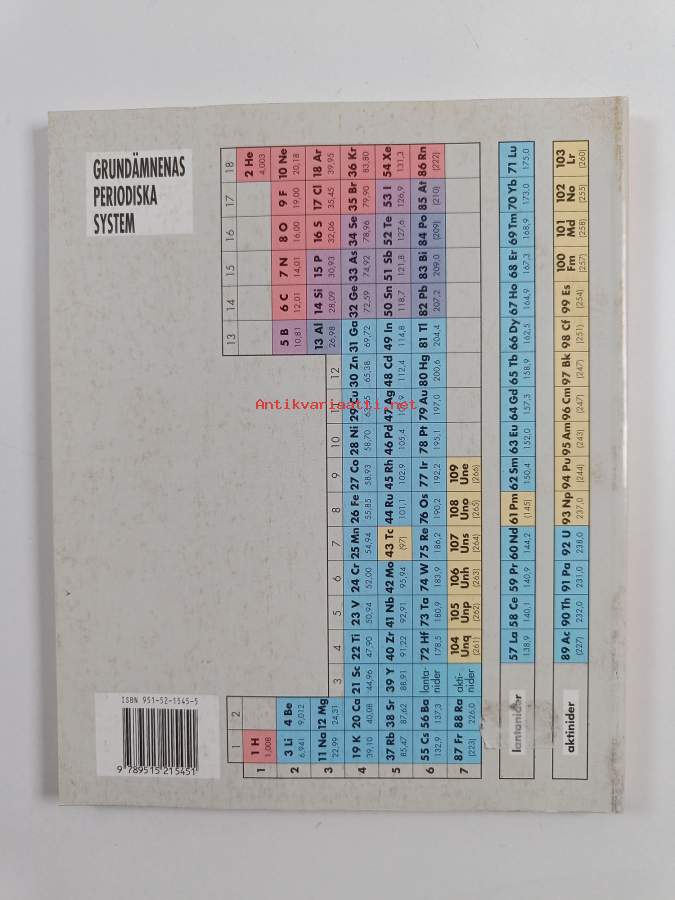 GRUNDÄMNENAS
PERIODISKA
SYSTEM
ISBN 951-52-1545-5
9 789515 215451
Antikvariaatti.net
1 2 3 4 5 6 7 8 9 10 12 13 14 15 16 17 18
1 1 H 2 He
1,008 4,003
2 3 Li 4 Be 5 B 6 C 7 N 8 O 9 F 10 Ne
6,941 9,012 10,81 12,01 14,01 16,00 19,00 20,18
3 11 Na 12 Mg 13 Al 14 Si 15 P 16 S 17 Cl 18 Ar
22,99 24,31 26,98 28,09 30,93 32,06 35,45 39,95
4 19 K 20 Ca 21 Sc 22 Ti 23 V 24 Cr 25 Mn 26 Fe 27 Co 28 Ni 29 Cu 30 Zn 31 Ga 32 Ge 33 As 34 Se 35 Br 36 Kr
39,10 40,08 44,96 47,90 50,94 52,00 54,94 55,85 58,93 58,70 65,38 69,72 72,59 74,92 78,96 79,90 83,80
5 37 Rb 38 Sr 39 Y 40 Zr 41 Nb 42 Mo 43 Tc 44 Ru 45 Rh 46 Pd 47 Ag 48 Cd 49 In 50 Sn 51 Sb 52 Te 53 I 54 Xe
85,47 87,62 88,91 91,22 92,91 95,94 (97) 101,1 102,9 105,4 112,4 114,8 118,7 121,8 127,6 126,9 131,3
6 55 Cs 56 Ba lanta- 72 Hf 73 Ta 74 W 75 Re 76 Os 77 Ir 78 Pt 79 Au 80 Hg 81 Tl 82 Pb 83 Bi 84 Po 85 At 86 Rn
132,9 137,3 nider 178,5 180,9 183,9 186,2 190,2 192,2 195,1 197,0 200,6 204,4 207,2 209,0 (209) (210) (222)
7 87 Fr 88 Ra akti- 104 105 106 107 108 109
(223) 226,0 nider Unq Unp Unh Uns Uno Une
(261) (262) (263) (264) (265) (266)
lantanider 57 La 58 Ce 59 Pr 60 Nd 61 Pm 62 Sm 63 Eu 64 Gd 65 Tb 66 Dy 67 Ho 68 Er 69 Tm 70 Yb 71 Lu
138,9 140,1 140,9 144,2 (145) 150,4 152,0 157,3 158,9 162,5 164,9 167,3 168,9 173,0 175,0
aktinider 89 Ac 90 Th 91 Pa 92 U 93 Np 94 Pu 95 Am 96 Cm 97 Bk 98 Cf 99 Es 100 Fm 101 Md 102 No 103 Lr
(227) 232,0 231,0 238,0 237,0 (244) (243) (247) (247) (251) (254) (257) (258) (255) (260)